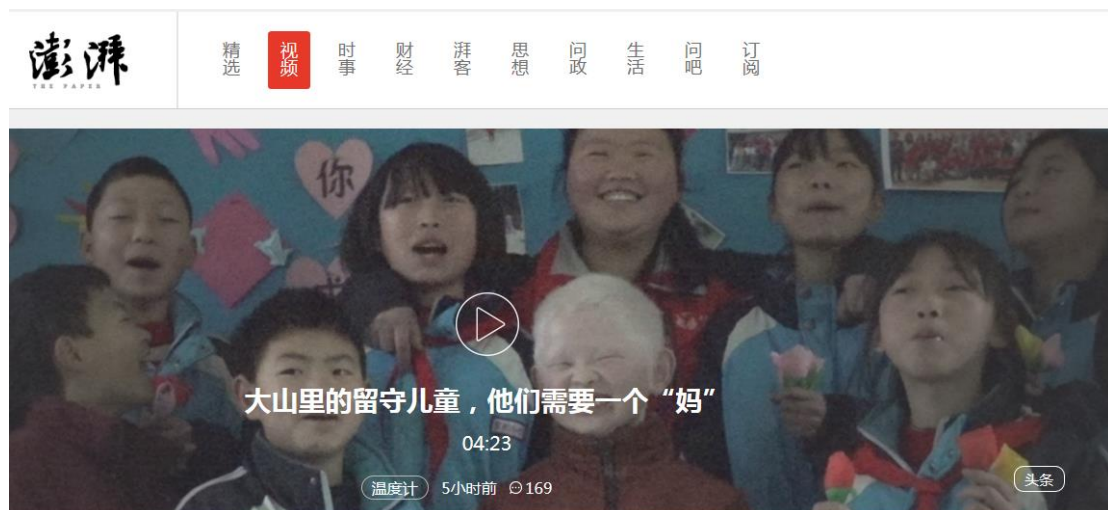 澎湃
THE PAPER
精选 视频 时事 财经 湃客 思想 问政 生活 问吧 订阅
你
大山里的留守儿童，他们需要一个“妈”
04:23
温度计 5小时前 169
头条